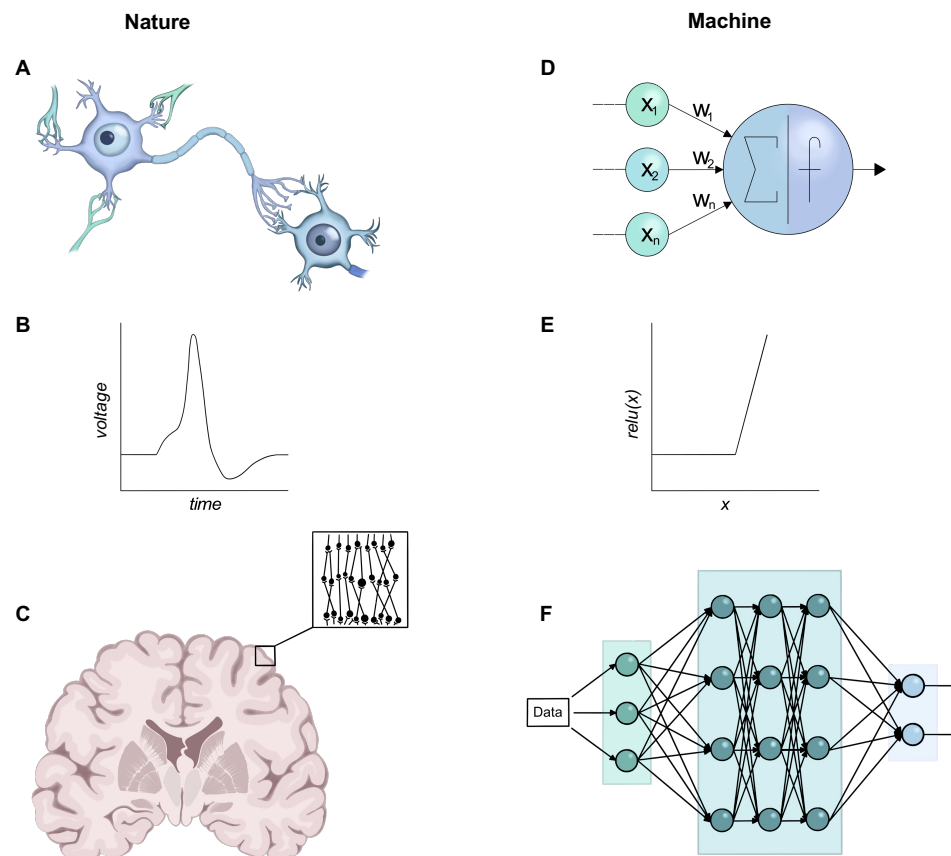 Nature
Machine
A
D
X1
W1
X2
W2
Xn
Wn
Σ
f
B
voltage
time
E
relu(x)
x
C
F
Data